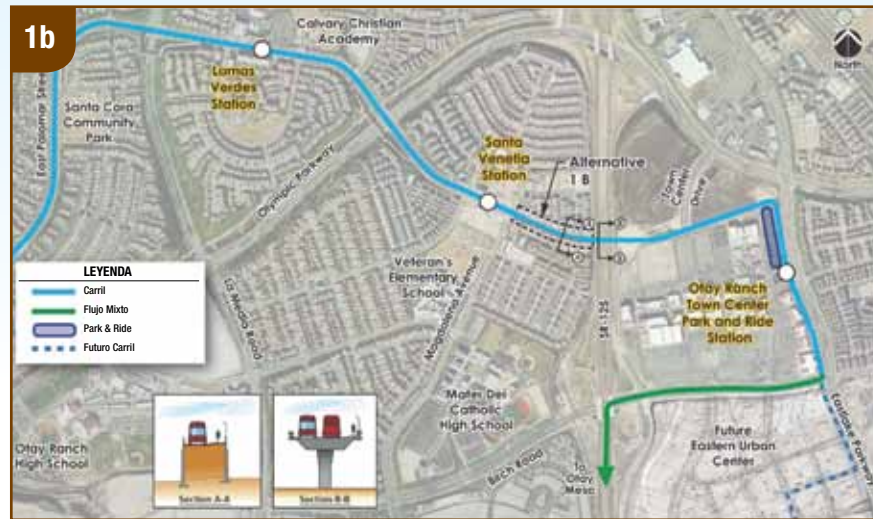 1b
Calvary Christian
Academy
North
Lomas
Verdes
Station
East Palomar Street
Santa Cora
Community
Park
Olympic Parkway
Santa
Venetia
Station
Alternative
1 B
Town
Center
Drive
Veteran's
Elementary
School
Magdalena Avenue
La Media Road
SR-125
Otay Ranch
Town Center
Park and Ride
Station
LEYENDA
Carril
Flujo Mixto
Park & Ride
Futuro Carril
Mater Dei
Catholic
High School
Otay Ranch
High School
Birch Road
To
Otay
Mesa
Future
Eastern Urban
Center
Eastlake Parkway
Section A-A
Section B-B